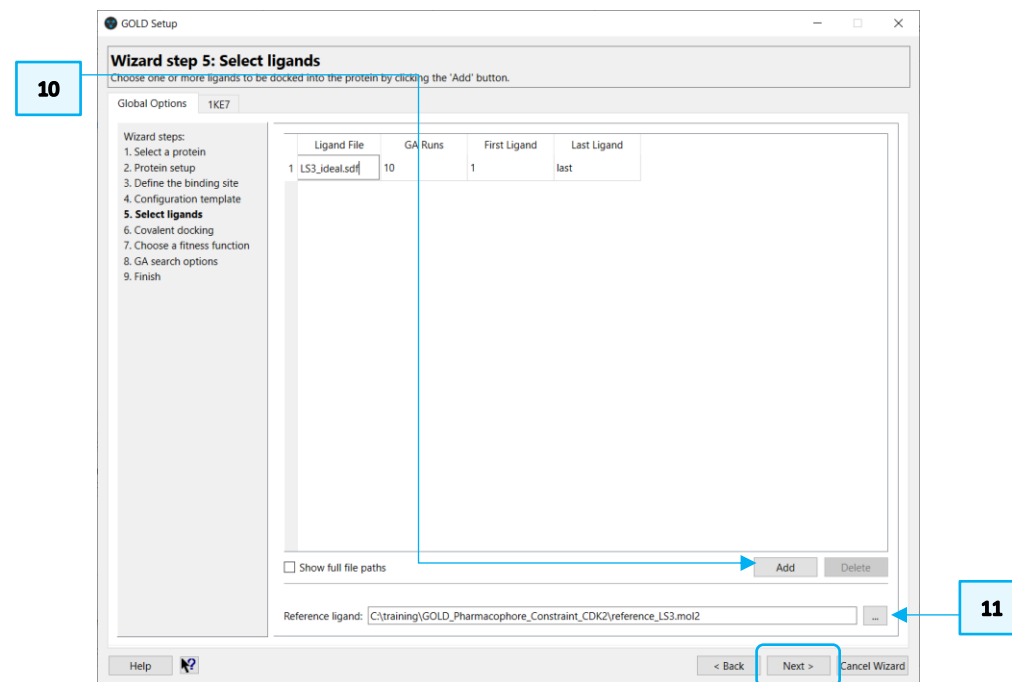 GOLD Setup
Wizard step 5: Select ligands
Choose one or more ligands to be docked into the protein by clicking the 'Add' button.
10
Global Options 1KE7
Wizard steps:
1. Select a protein
2. Protein setup
3. Define the binding site
4. Configuration template
5. Select ligands
6. Covalent docking
7. Choose a fitness function
8. GA search options
9. Finish
Ligand File GA Runs First Ligand Last Ligand
1 LS3_ideal.sdf 10 1 last
Show full file paths
Add Delete
Reference ligand: C:\training\GOLD_Pharmacophore_Constraint_CDK2\reference_LS3.mol2 ...
11
Help ? < Back Next > Cancel Wizard